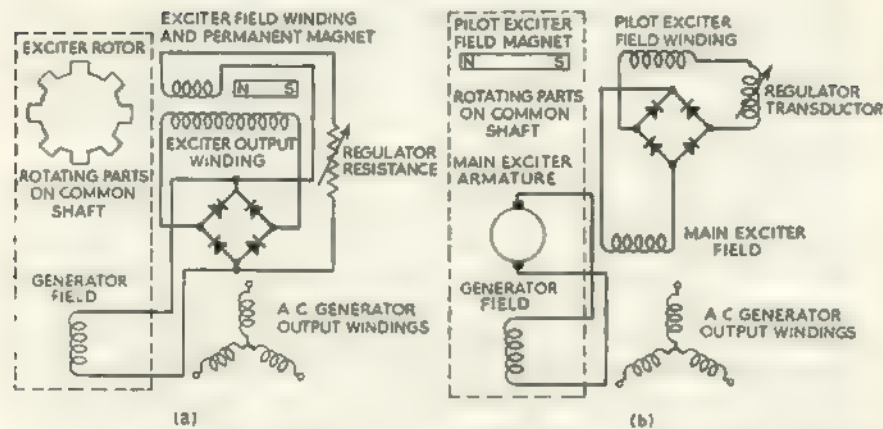 EXCITER FIELD WINDING
AND PERMANENT MAGNET
EXCITER ROTOR
N S
EXCITER OUTPUT
WINDING
REGULATOR
RESISTANCE
ROTATING PARTS
ON COMMON
SHAFT
GENERATOR
FIELD
A C GENERATOR
OUTPUT WINDINGS
(a)
PILOT EXCITER
FIELD MAGNET
N S
PILOT EXCITER
FIELD WINDING
ROTATING PARTS
ON COMMON
SHAFT
REGULATOR
TRANSDUCTOR
MAIN EXCITER
ARMATURE
MAIN EXCITER
FIELD
GENERATOR
FIELD
A C GENERATOR
OUTPUT WINDINGS
(b)